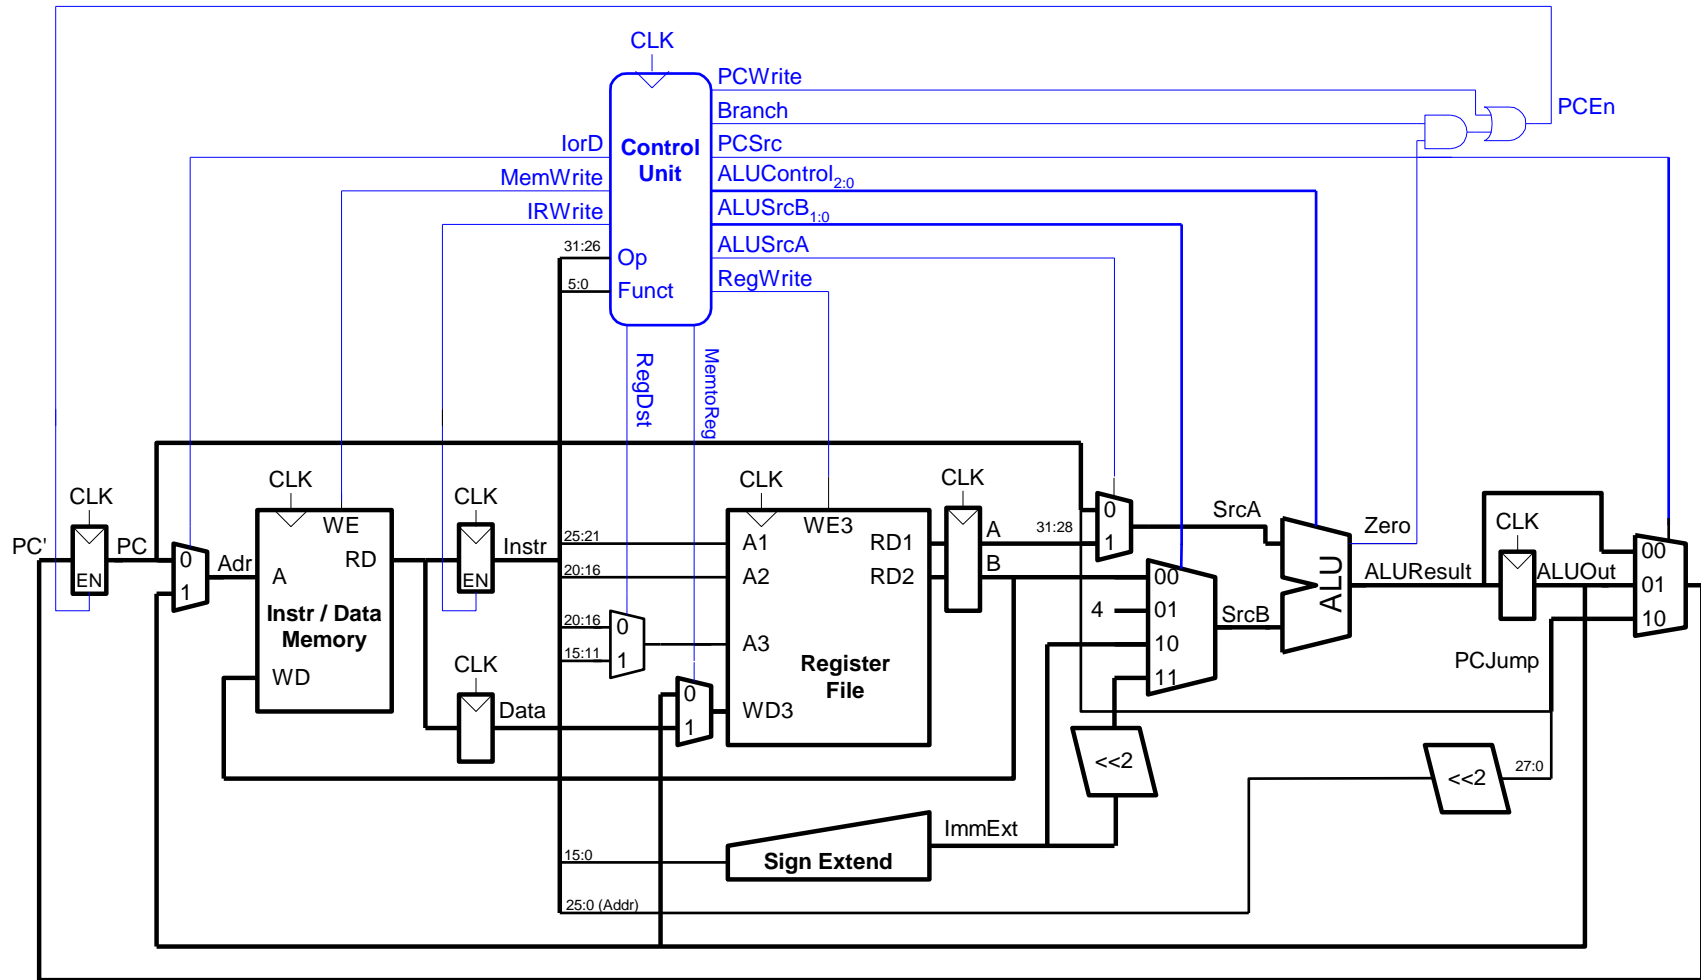 CLK
PCWrite
Branch
PCEn
IorD
Control
Unit
PCSrc
MemWrite
ALUControl2:0
IRWrite
ALUSrcB1:0
31:26
Op
ALUSrcA
5:0
Funct
RegWrite
RegDst
MemtoReg
CLK
CLK
CLK
CLK
CLK
CLK
PC'
EN
PC
0
1
Adr
WE
A
RD
Instr / Data
Memory
WD
EN
Instr
25:21
20:16
20:16
15:11
0
1
CLK
Data
0
1
WE3
A1
A2
A3
WD3
RD1
RD2
Register
File
A
B
31:28
0
1
SrcA
00
4
01
10
11
SrcB
ALU
Zero
ALUResult
ALUOut
00
01
10
PCJump
<<2
<<2
27:0
ImmExt
15:0
Sign Extend
25:0 (Addr)